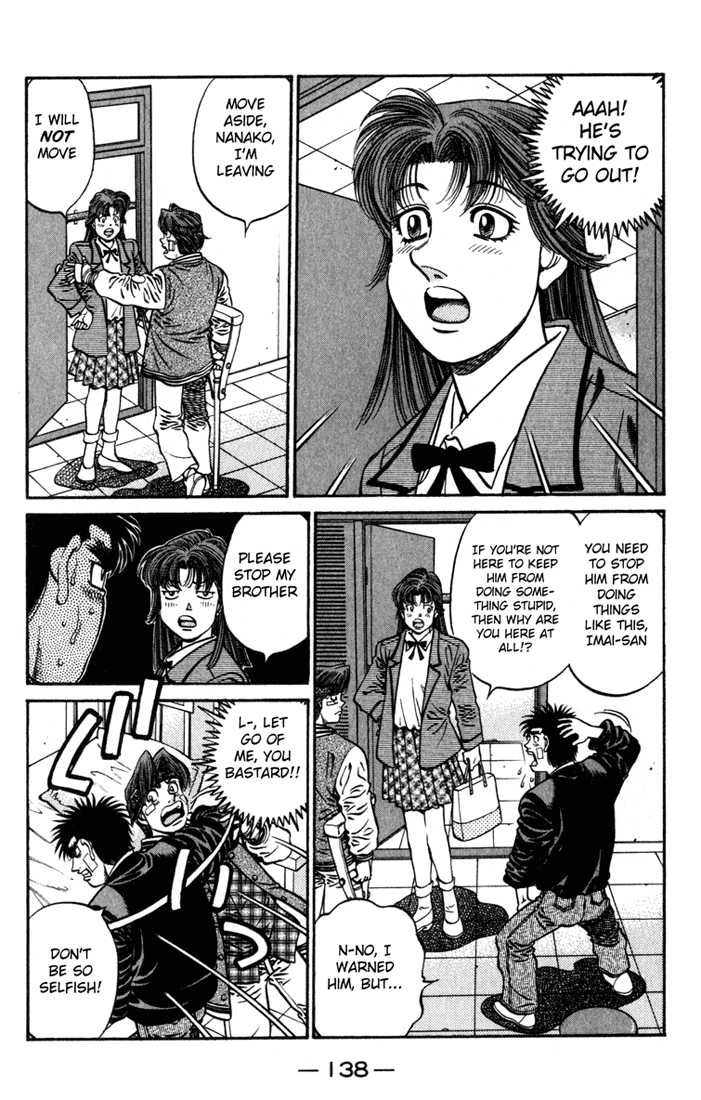 AAAH!
HE'S
TRYING TO
GO OUT!
MOVE
ASIDE,
NANAKO,
I'M
LEAVING
I WILL
NOT
MOVE
YOU NEED
TO STOP
HIM FROM
DOING
THINGS
LIKE THIS,
IMAI-SAN
IF YOU'RE NOT
HERE TO KEEP
HIM FROM
DOING SOME-
THING STUPID,
THEN WHY ARE
YOU HERE AT
ALL!?
N-NO, I
WARNED
HIM, BUT...
PLEASE
STOP MY
BROTHER
L-, LET
GO OF
ME, YOU
BASTARD!!
ぐぐっ
DON'T
BE SO
SELFISH!
— 138 —